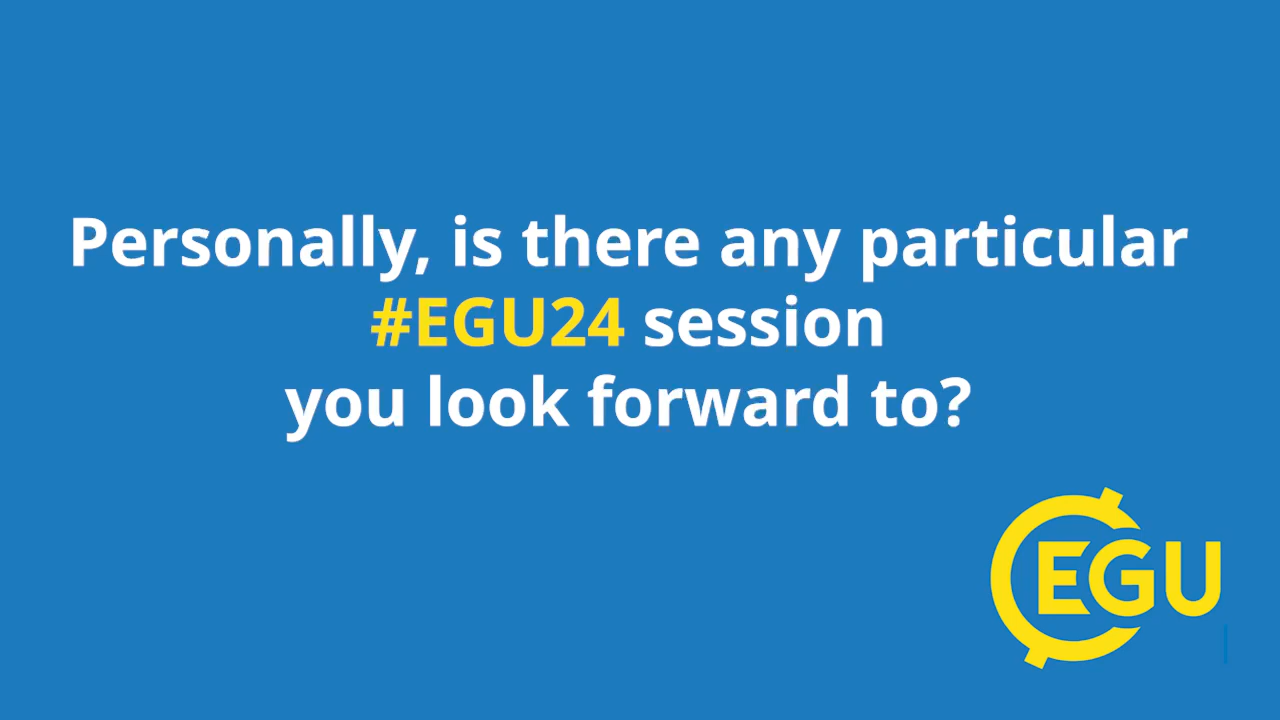 Personally, is there any particular
#EGU24 session
you look forward to?
EGU